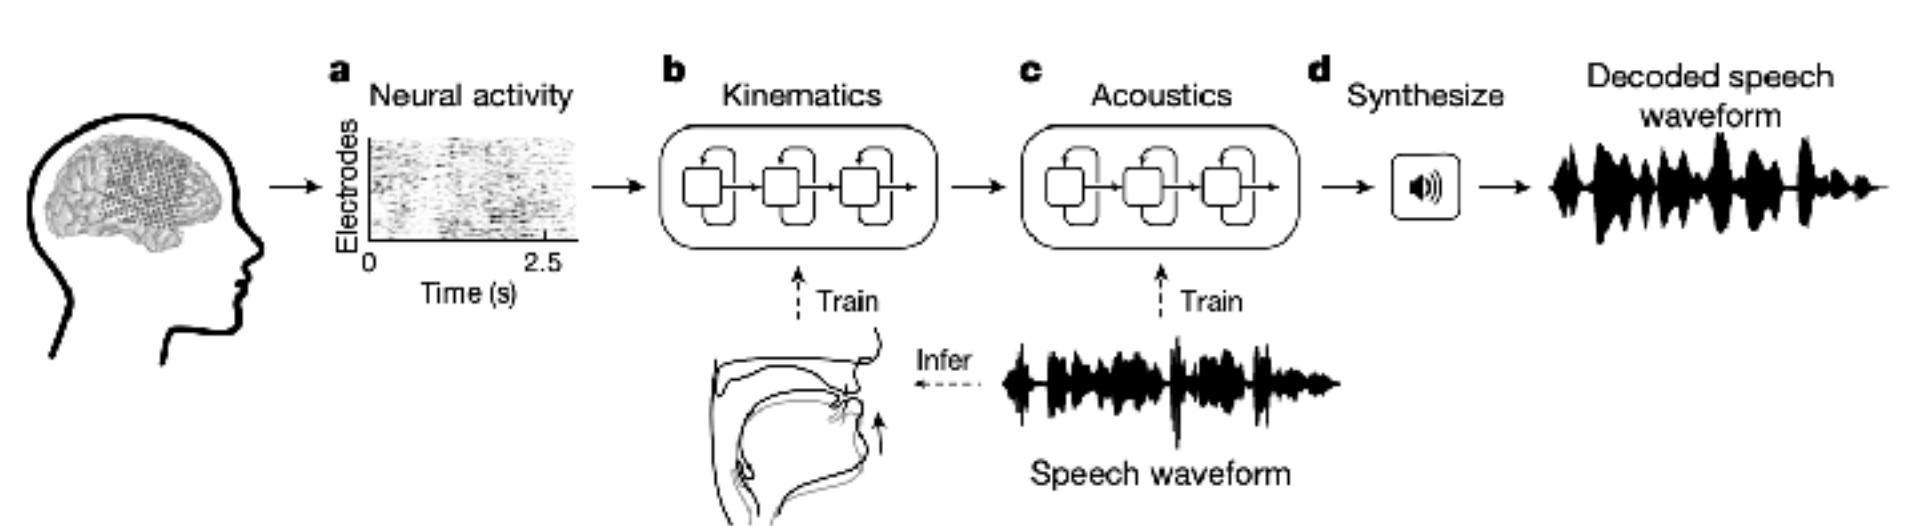 a
Neural activity
Electrodes
0
2.5
Time (s)
b
Kinematics
Train
c
Acoustics
Train
Infer
Speech waveform
d
Synthesize
Decoded speech
waveform